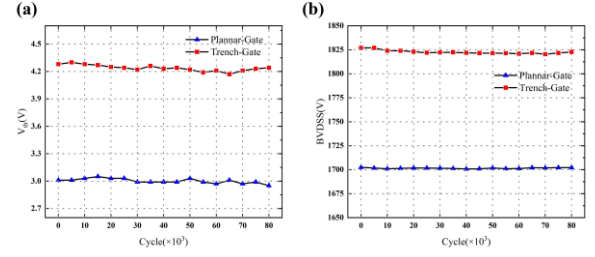 (a)
Plannar-Gate
Trench-Gate
4.5
4.2
3.9
3.6
3.3
3.0
2.7
V_th(V)
0 10 20 30 40 50 60 70 80
Cycle(×10³)
(b)
1850
1825
1800
1775
1750
1725
1700
1675
1650
BVDSS(V)
Plannar-Gate
Trench-Gate
0 10 20 30 40 50 60 70 80
Cycle(×10³)